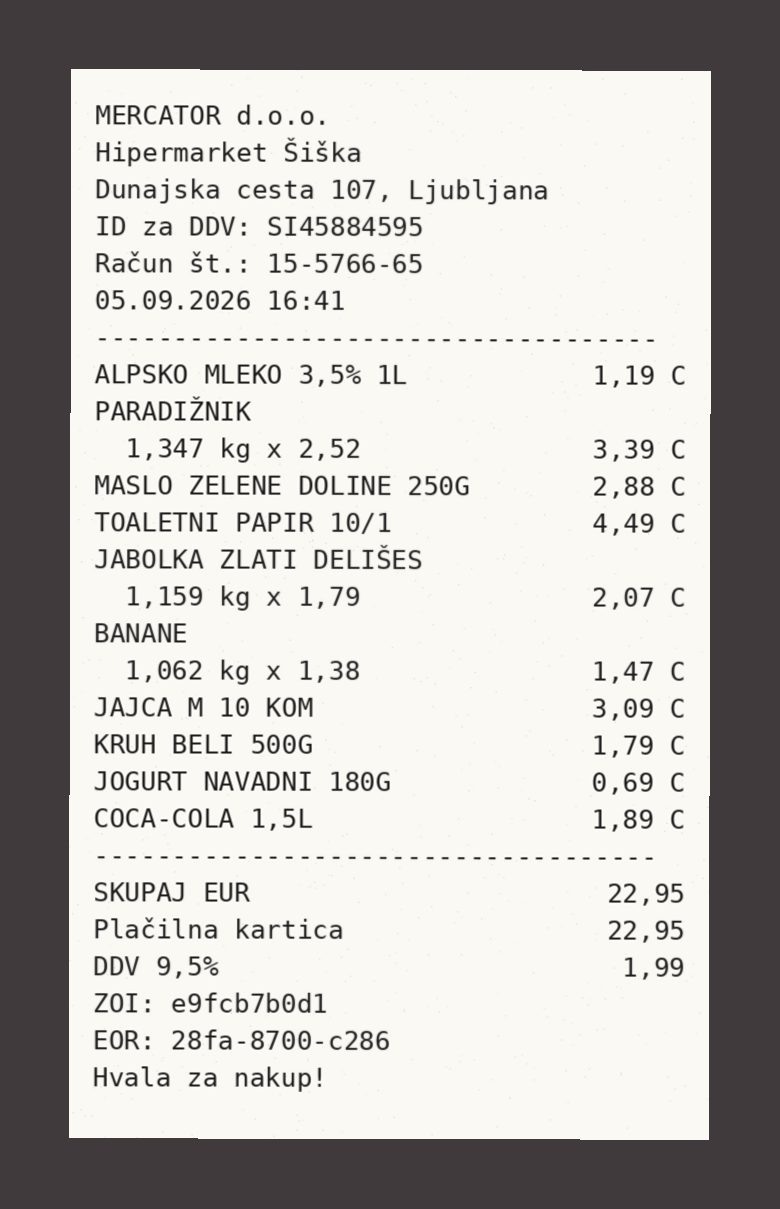 MERCATOR d.o.o.
Hipermarket Šiška
Dunajska cesta 107, Ljubljana
ID za DDV: SI45884595
Račun št.: 15-5766-65
05.09.2026 16:41
------------------------------------
ALPSKO MLEKO 3,5% 1L 1,19 C
PARADIŽNIK
1,347 kg x 2,52 3,39 C
MASLO ZELENE DOLINE 250G 2,88 C
TOALETNI PAPIR 10/1 4,49 C
JABOLKA ZLATI DELIŠES
1,159 kg x 1,79 2,07 C
BANANE
1,062 kg x 1,38 1,47 C
JAJCA M 10 KOM 3,09 C
KRUH BELI 500G 1,79 C
JOGURT NAVADNI 180G 0,69 C
COCA-COLA 1,5L 1,89 C
------------------------------------
SKUPAJ EUR 22,95
Plačilna kartica 22,95
DDV 9,5% 1,99
ZOI: e9fcb7b0d1
EOR: 28fa-8700-c286
Hvala za nakup!